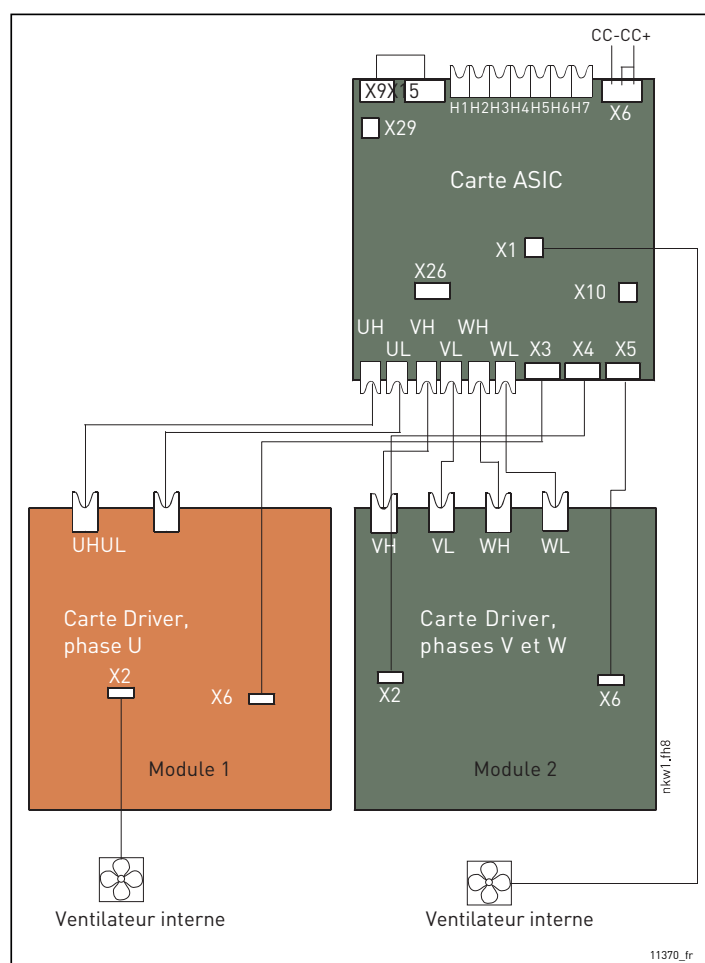 CC-CC+
X9X15
H1H2H3H4H5H6H7
X6
X29
Carte ASIC
X1
X26
X10
UH VH WH
UL VL WL X3 X4 X5
UHUL
VH VL WH WL
Carte Driver,
phase U
Carte Driver,
phases V et W
X2
X6
X2
X6
Module 1
Module 2
nkw1.fh8
Ventilateur interne
Ventilateur interne
11370_fr